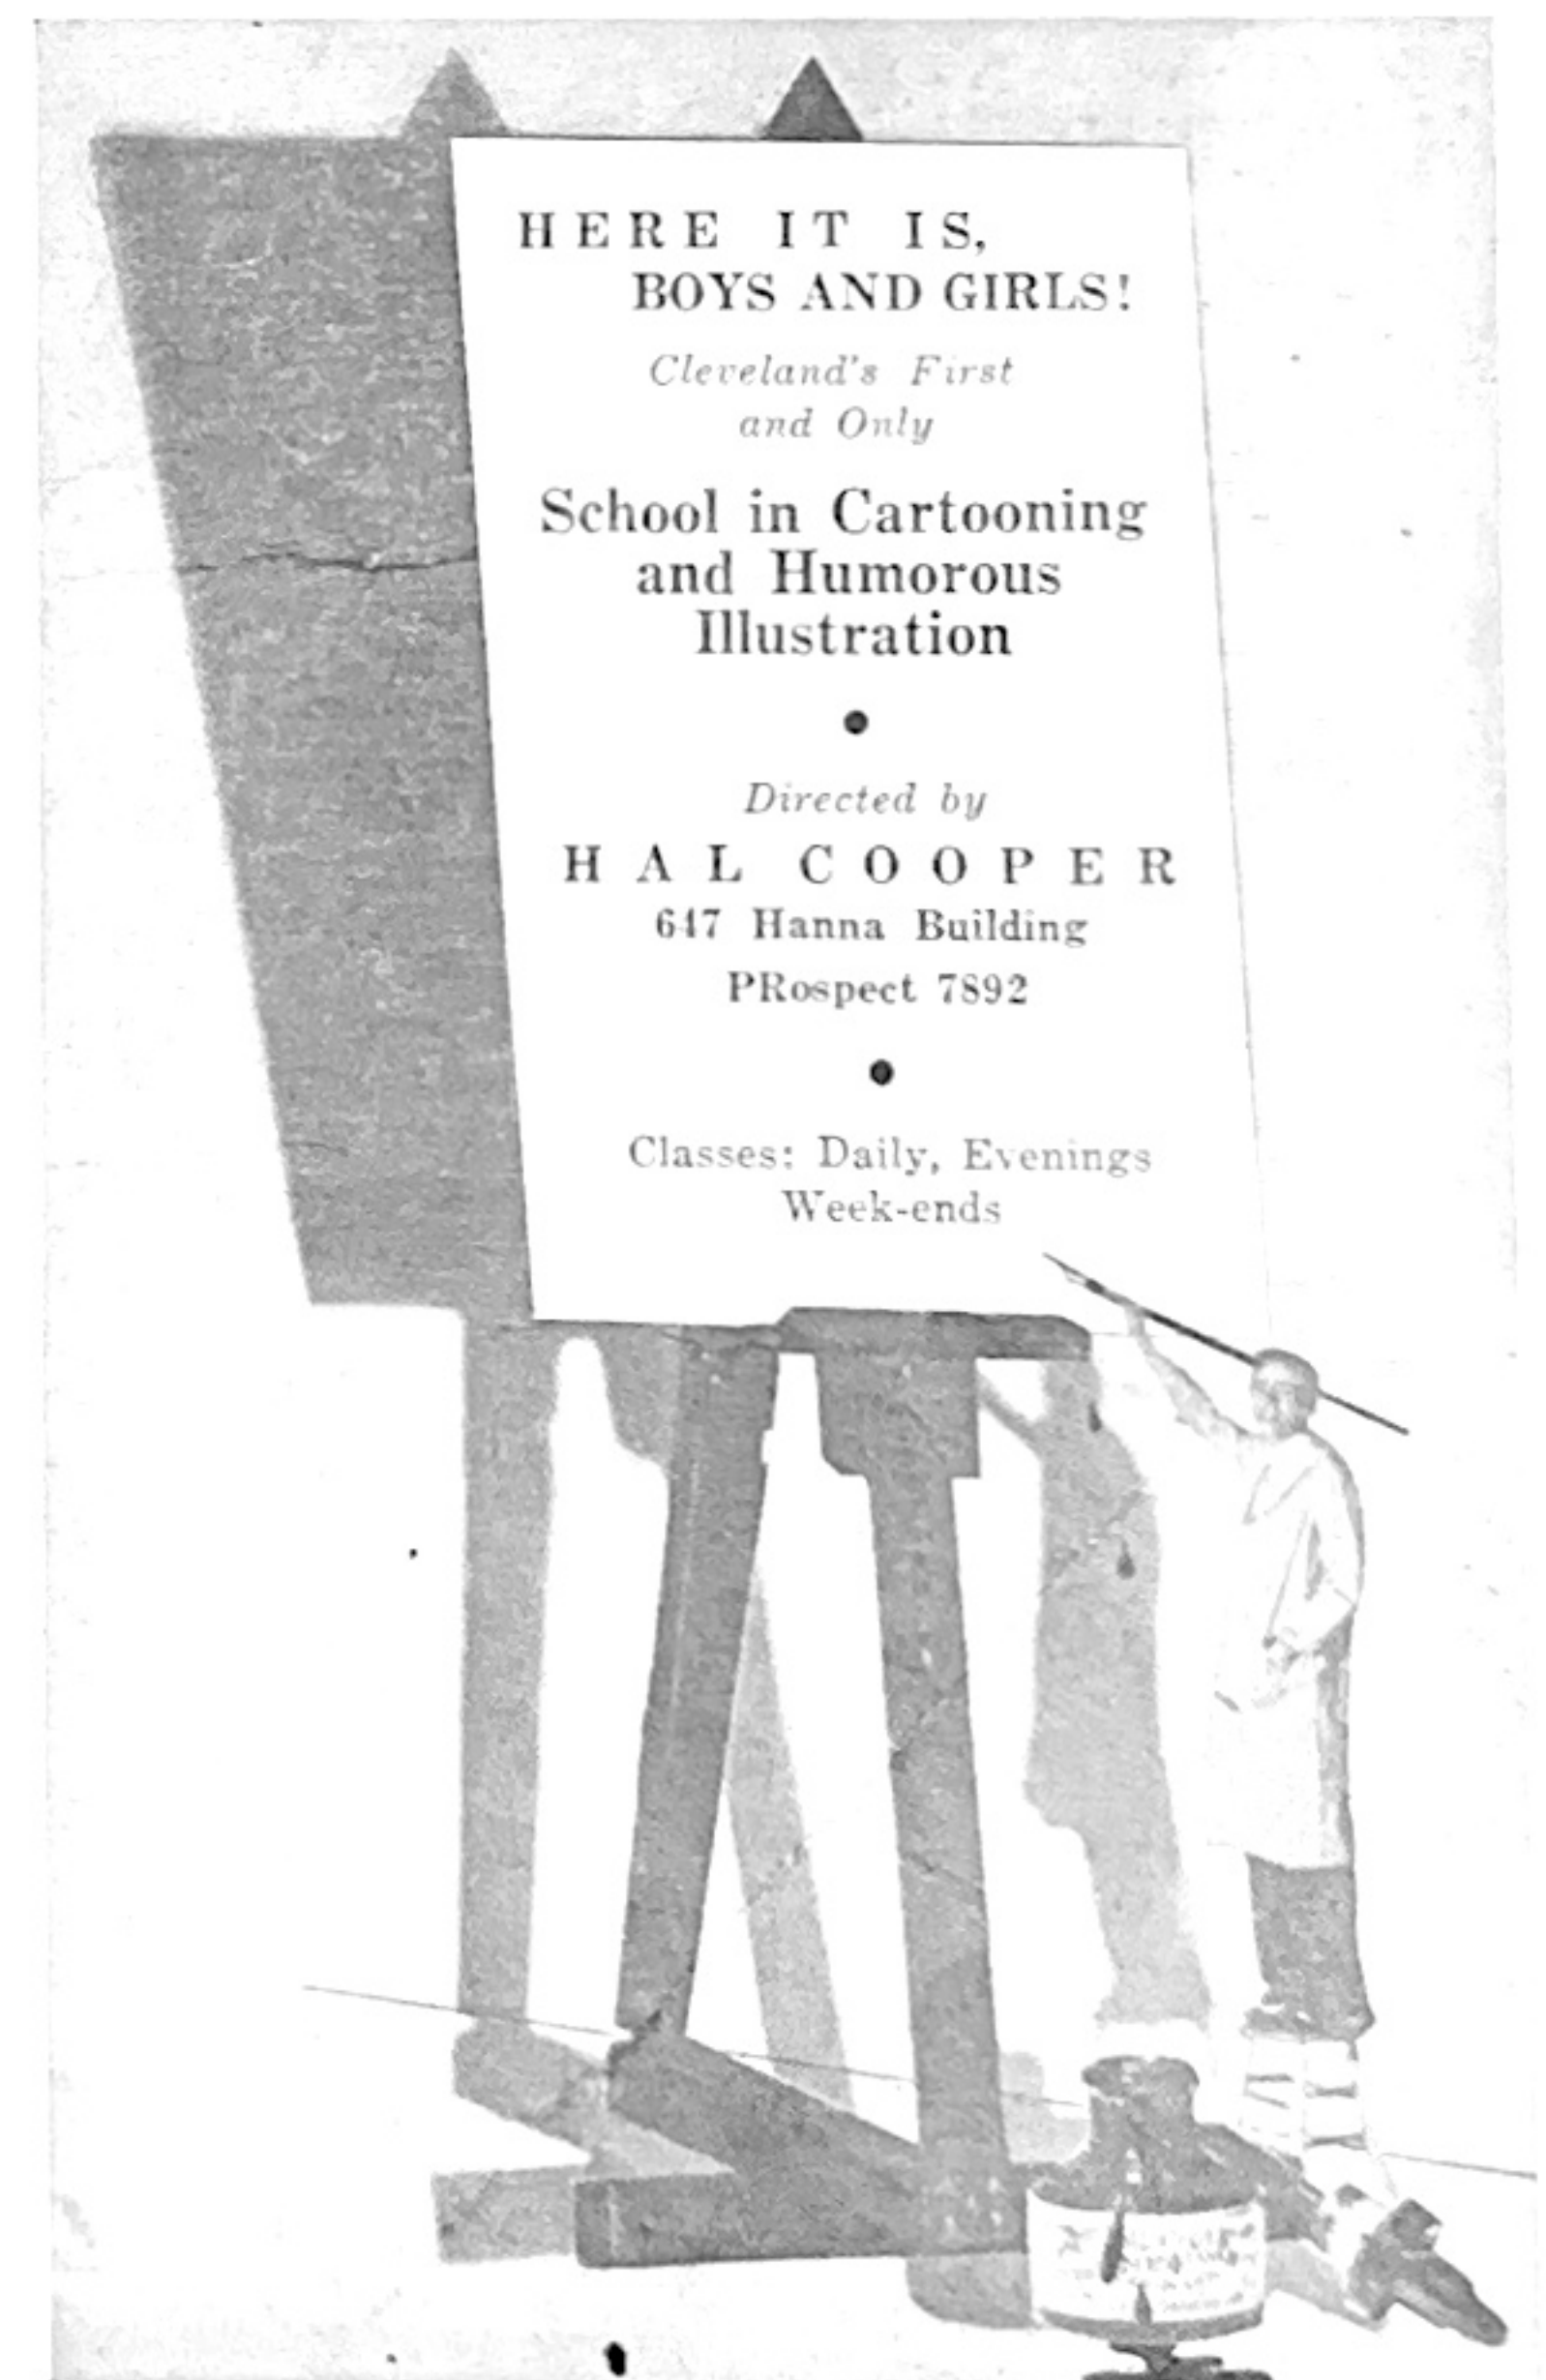 HERE IT IS,
BOYS AND GIRLS!
Cleveland's First
and Only
School in Cartooning
and Humorous
Illustration
Directed by
HAL COOPER
647 Hanna Building
PRospect 7892
Classes: Daily, Evenings
Week-ends